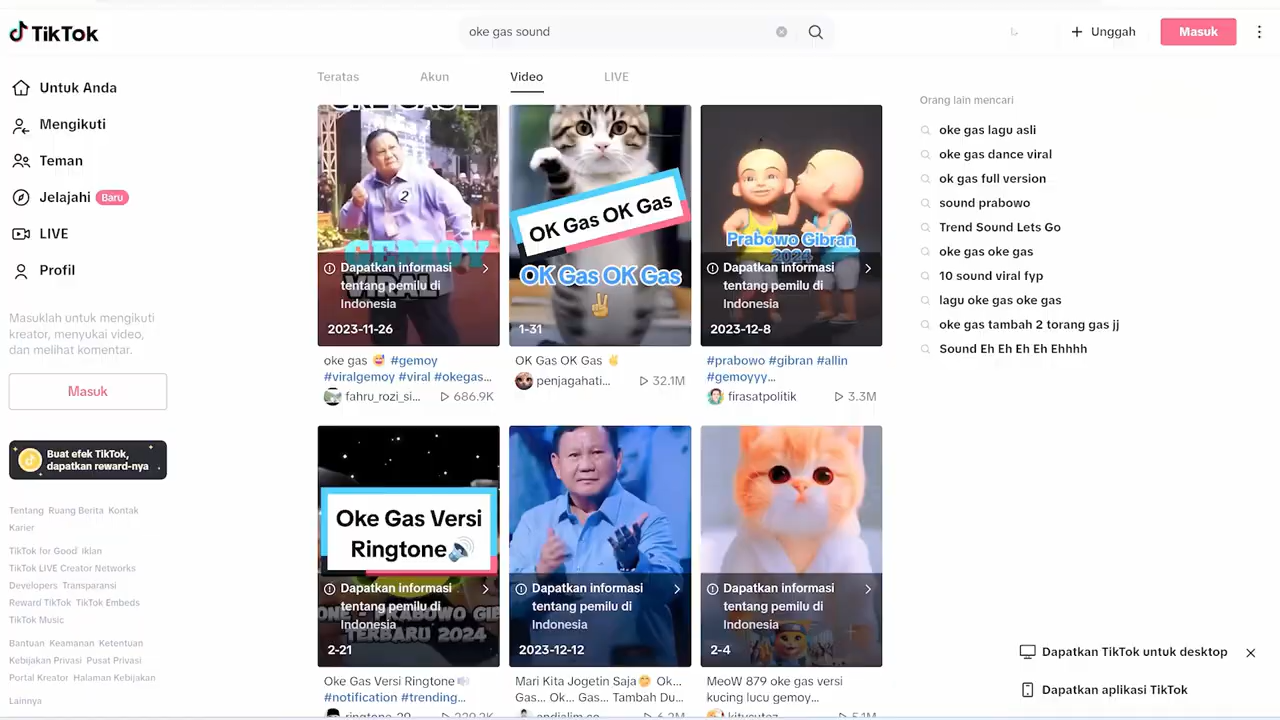 TikTok
oke gas sound
Unggah
Masuk
Untuk Anda
Mengikuti
Teman
Jelajahi Baru
LIVE
Profil
Masuklah untuk mengikuti
kreator, menyukai video,
dan melihat komentar.
Masuk
Buat efek TikTok,
dapatkan reward-nya
Tentang Ruang Berita Kontak
Karier
TikTok for Good Iklan
TikTok LIVE Creator Networks
Developers Transparansi
Reward TikTok TikTok Embeds
TikTok Music
Bantuan Keamanan Ketentuan
Kebijakan Privasi Pusat Privasi
Portal Kreator Halaman Kebijakan
Lainnya
Teratas Akun Video LIVE
2
GEMOY
VIRAL
Dapatkan informasi
tentang pemilu di
Indonesia
2023-11-26
oke gas 😅 #gemoy
#viralgemoy #viral #okegas...
fahru_rozi_si... 686.9K
OK Gas OK Gas
OK Gas OK Gas
✌
1-31
OK Gas OK Gas ✌
penjagahati... 32.1M
Prabowo Gibran
2024
Dapatkan informasi
tentang pemilu di
Indonesia
2023-12-8
#prabowo #gibran #allin
#gemoyyy...
firasatpolitik 3.3M
Oke Gas Versi
Ringtone🔊
Dapatkan informasi
tentang pemilu di
Indonesia
TERBARU 2024
2-21
Oke Gas Versi Ringtone🔊
#notification #trending...
Dapatkan informasi
tentang pemilu di
Indonesia
2023-12-12
Mari Kita Jogetin Saja😁 Ok...
Gas... Ok... Gas... Tambah Du...
Dapatkan informasi
tentang pemilu di
Indonesia
2-4
MeoW 879 oke gas versi
kucing lucu gemoy...
Orang lain mencari
oke gas lagu asli
oke gas dance viral
ok gas full version
sound prabowo
Trend Sound Lets Go
oke gas oke gas
10 sound viral fyp
lagu oke gas oke gas
oke gas tambah 2 torang gas jj
Sound Eh Eh Eh Eh Ehhhh
Dapatkan TikTok untuk desktop
Dapatkan aplikasi TikTok